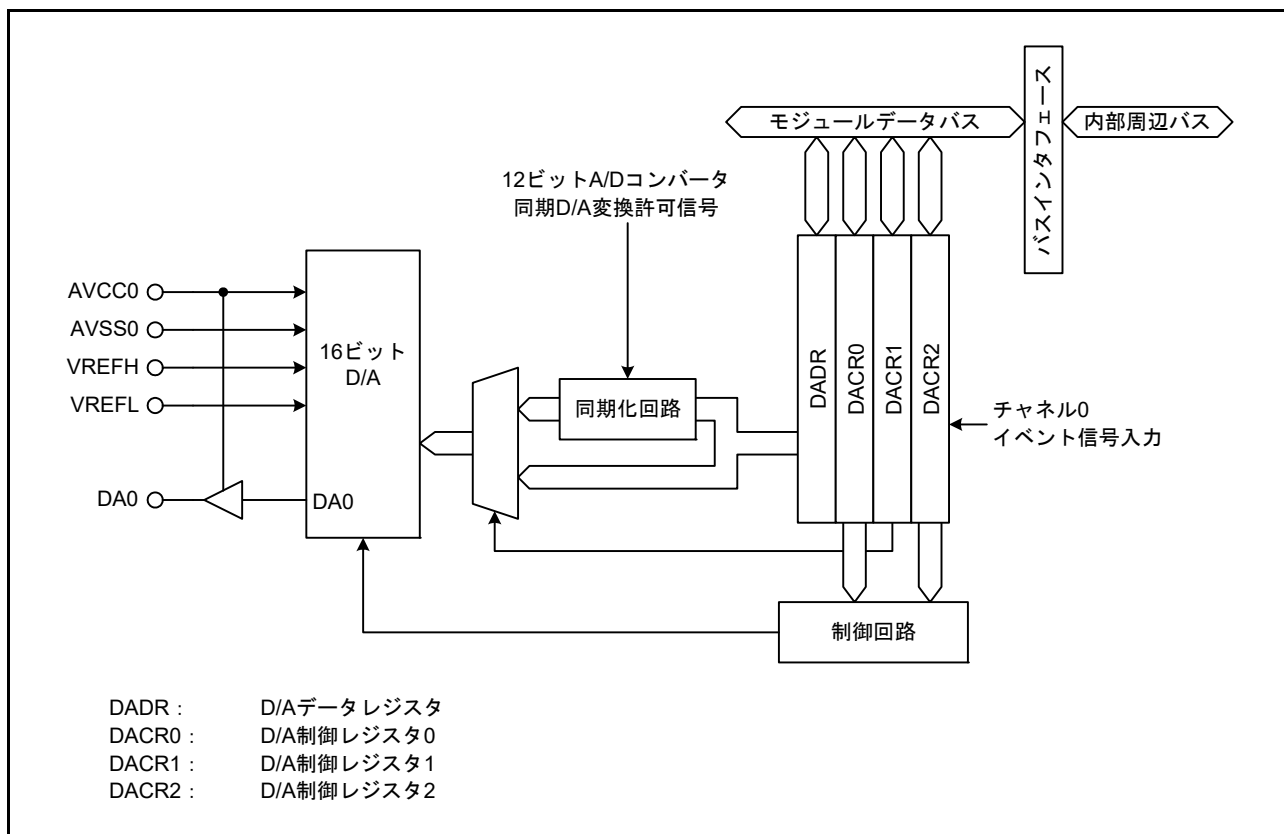 バスインタフェース
モジュールデータバス
内部周辺バス
12ビットA/Dコンバータ
同期D/A変換許可信号
AVCC0
AVSS0
VREFH
VREFL
16ビット
D/A
DA0
DA0
同期化回路
DADR
DACR0
DACR1
DACR2
チャネル0
イベント信号入力
制御回路
DADR : D/Aデータレジスタ
DACR0 : D/A制御レジスタ0
DACR1 : D/A制御レジスタ1
DACR2 : D/A制御レジスタ2